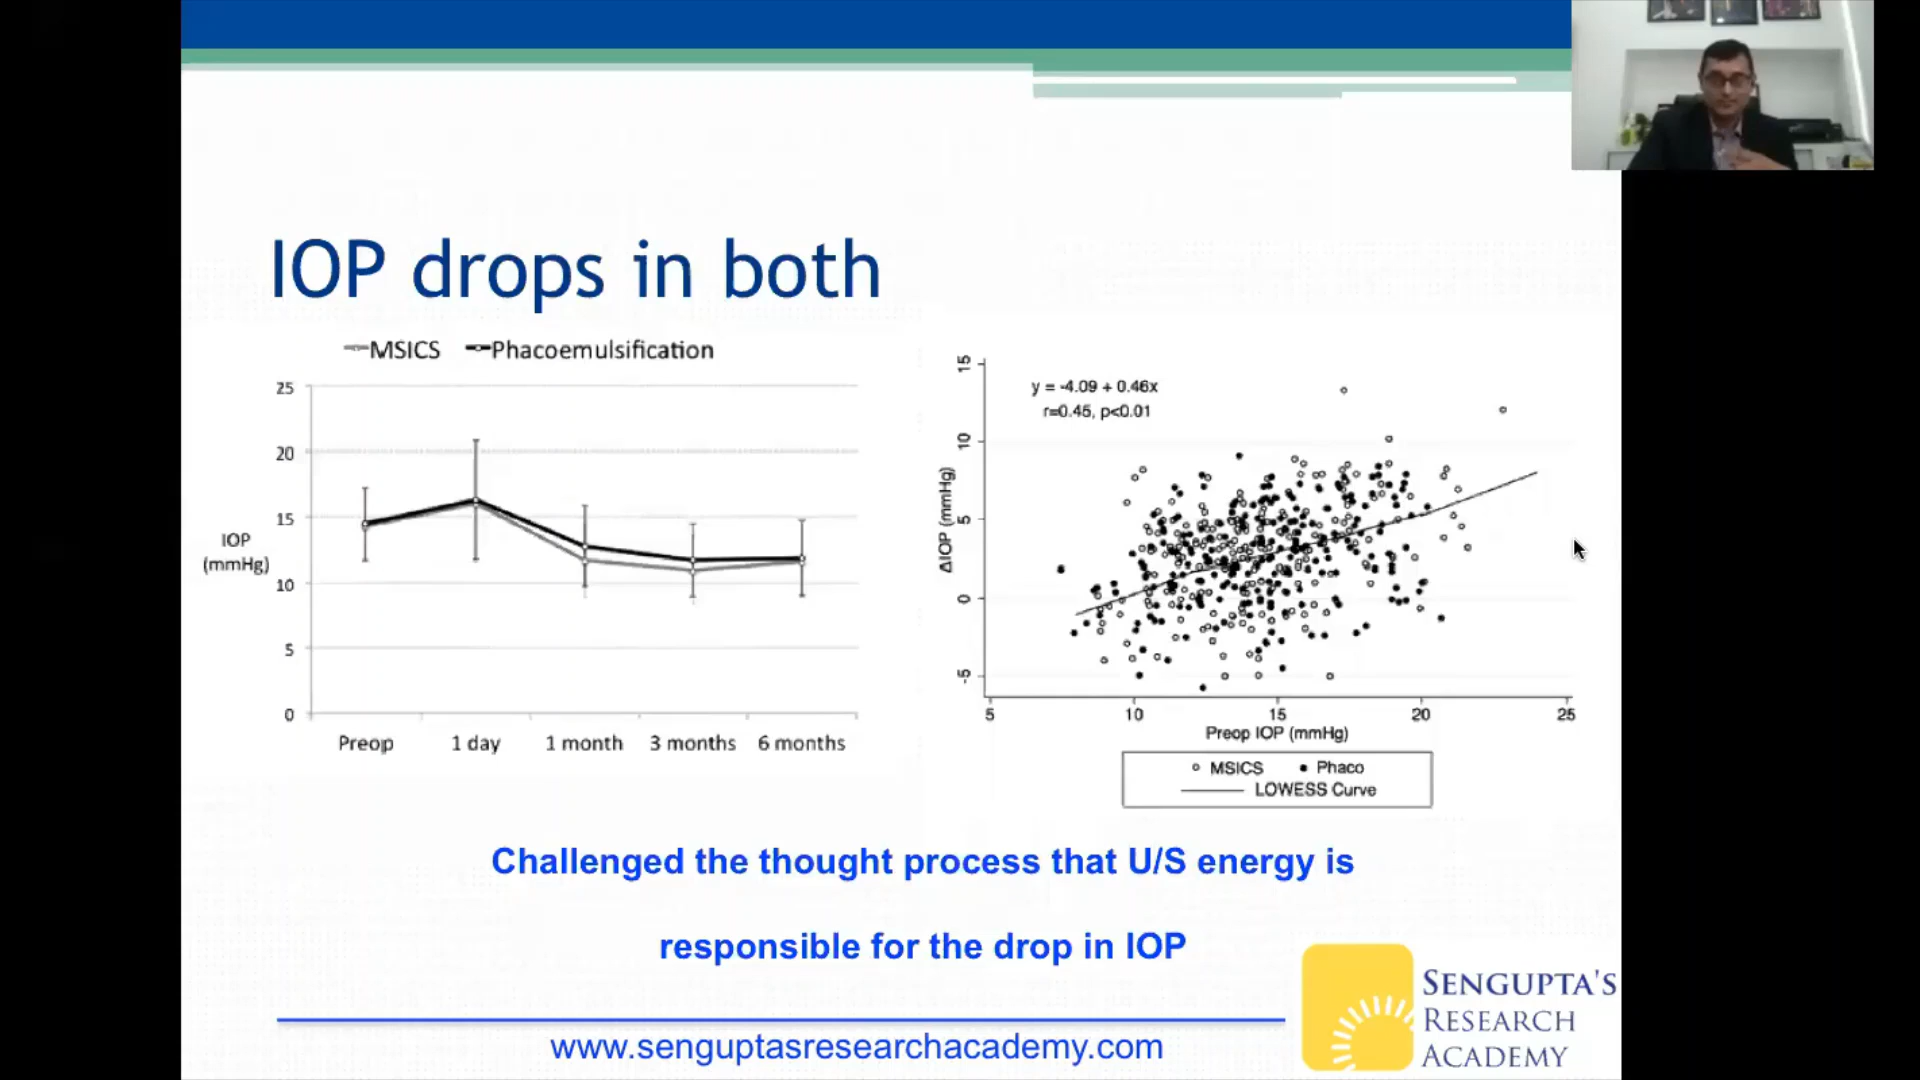 IOP drops in both
MSICS Phacoemulsification
25
20
15
10
5
0
IOP
(mmHg)
Preop 1 day 1 month 3 months 6 months
15
10
5
0
-5
ΔIOP (mmHg)
y = -4.09 + 0.46x
r=0.45, p<0.01
5 10 15 20 25
Preop IOP (mmHg)
MSICS Phaco
LOWESS Curve
Challenged the thought process that U/S energy is
responsible for the drop in IOP
www.senguptasresearchacademy.com
SENGUPTA'S
RESEARCH
ACADEMY